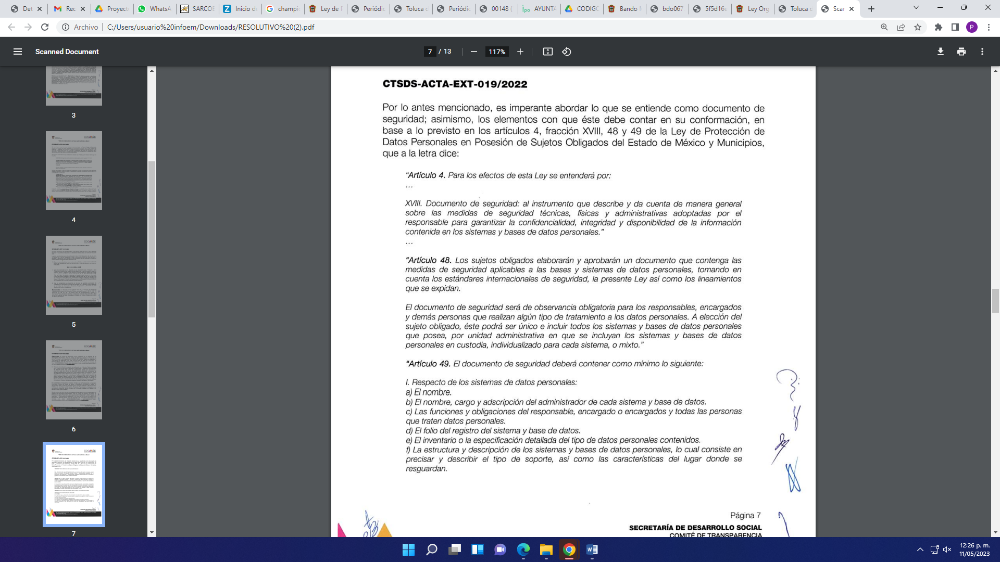 Det
Rec
Proyect
WhatsA
SARCOE
Inicio de
champio
Ley de P
Periódic
Toluca c
Periódic
00148 (
AYUNTA
CODIGO
Bando M
bdo067
5f5d16e
Ley Org
Toluca c
Scan
Archivo
C:/Users/usuario%20infoem/Downloads/RESOLUTIVO%20(2).pdf
P
Scanned Document
7 / 13
117%
3
4
5
6
7
CTSDS-ACTA-EXT-019/2022
Por lo antes mencionado, es imperante abordar lo que se entiende como documento de
seguridad; asimismo, los elementos con que éste debe contar en su conformación, en
base a lo previsto en los artículos 4, fracción XVIII, 48 y 49 de la Ley de Protección de
Datos Personales en Posesión de Sujetos Obligados del Estado de México y Municipios,
que a la letra dice:
“Artículo 4. Para los efectos de esta Ley se entenderá por:
...
XVIII. Documento de seguridad: al instrumento que describe y da cuenta de manera general
sobre las medidas de seguridad técnicas, físicas y administrativas adoptadas por el
responsable para garantizar la confidencialidad, integridad y disponibilidad de la información
contenida en los sistemas y bases de datos personales.”
...
“Artículo 48. Los sujetos obligados elaborarán y aprobarán un documento que contenga las
medidas de seguridad aplicables a las bases y sistemas de datos personales, tomando en
cuenta los estándares internacionales de seguridad, la presente Ley así como los lineamientos
que se expidan.
El documento de seguridad será de observancia obligatoria para los responsables, encargados
y demás personas que realizan algún tipo de tratamiento a los datos personales. A elección del
sujeto obligado, éste podrá ser único e incluir todos los sistemas y bases de datos personales
que posea, por unidad administrativa en que se incluyan los sistemas y bases de datos
personales en custodia, individualizado para cada sistema, o mixto.”
“Artículo 49. El documento de seguridad deberá contener como mínimo lo siguiente:
I. Respecto de los sistemas de datos personales:
a) El nombre.
b) El nombre, cargo y adscripción del administrador de cada sistema y base de datos.
c) Las funciones y obligaciones del responsable, encargado o encargados y todas las personas
que traten datos personales.
d) El folio del registro del sistema y base de datos.
e) El inventario o la especificación detallada del tipo de datos personales contenidos.
f) La estructura y descripción de los sistemas y bases de datos personales, lo cual consiste en
precisar y describir el tipo de soporte, así como las características del lugar donde se
resguardan.
Página 7
SECRETARÍA DE DESARROLLO SOCIAL
COMITÉ DE TRANSPARENCIA
12:26 p. m.
11/05/2023